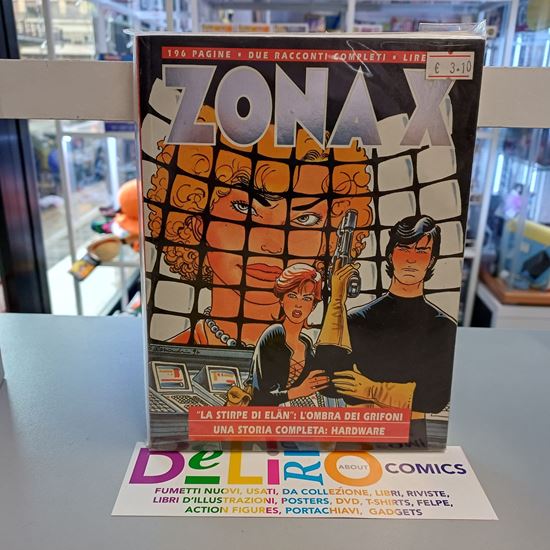 196 PAGINE • DUE RACCONTI COMPLETI • LIRE
€ 3.10
ZONA X
"LA STIRPE DI ELÂN": L'OMBRA DEI GRIFONI
UNA STORIA COMPLETA: HARDWARE
DeLiRiO ABOUT COMICS
FUMETTI NUOVI, USATI, DA COLLEZIONE, LIBRI, RIVISTE,
LIBRI D'ILLUSTRAZIONI, POSTERS, DVD, T-SHIRTS, FELPE,
ACTION FIGURES, PORTACHIAVI, GADGETS